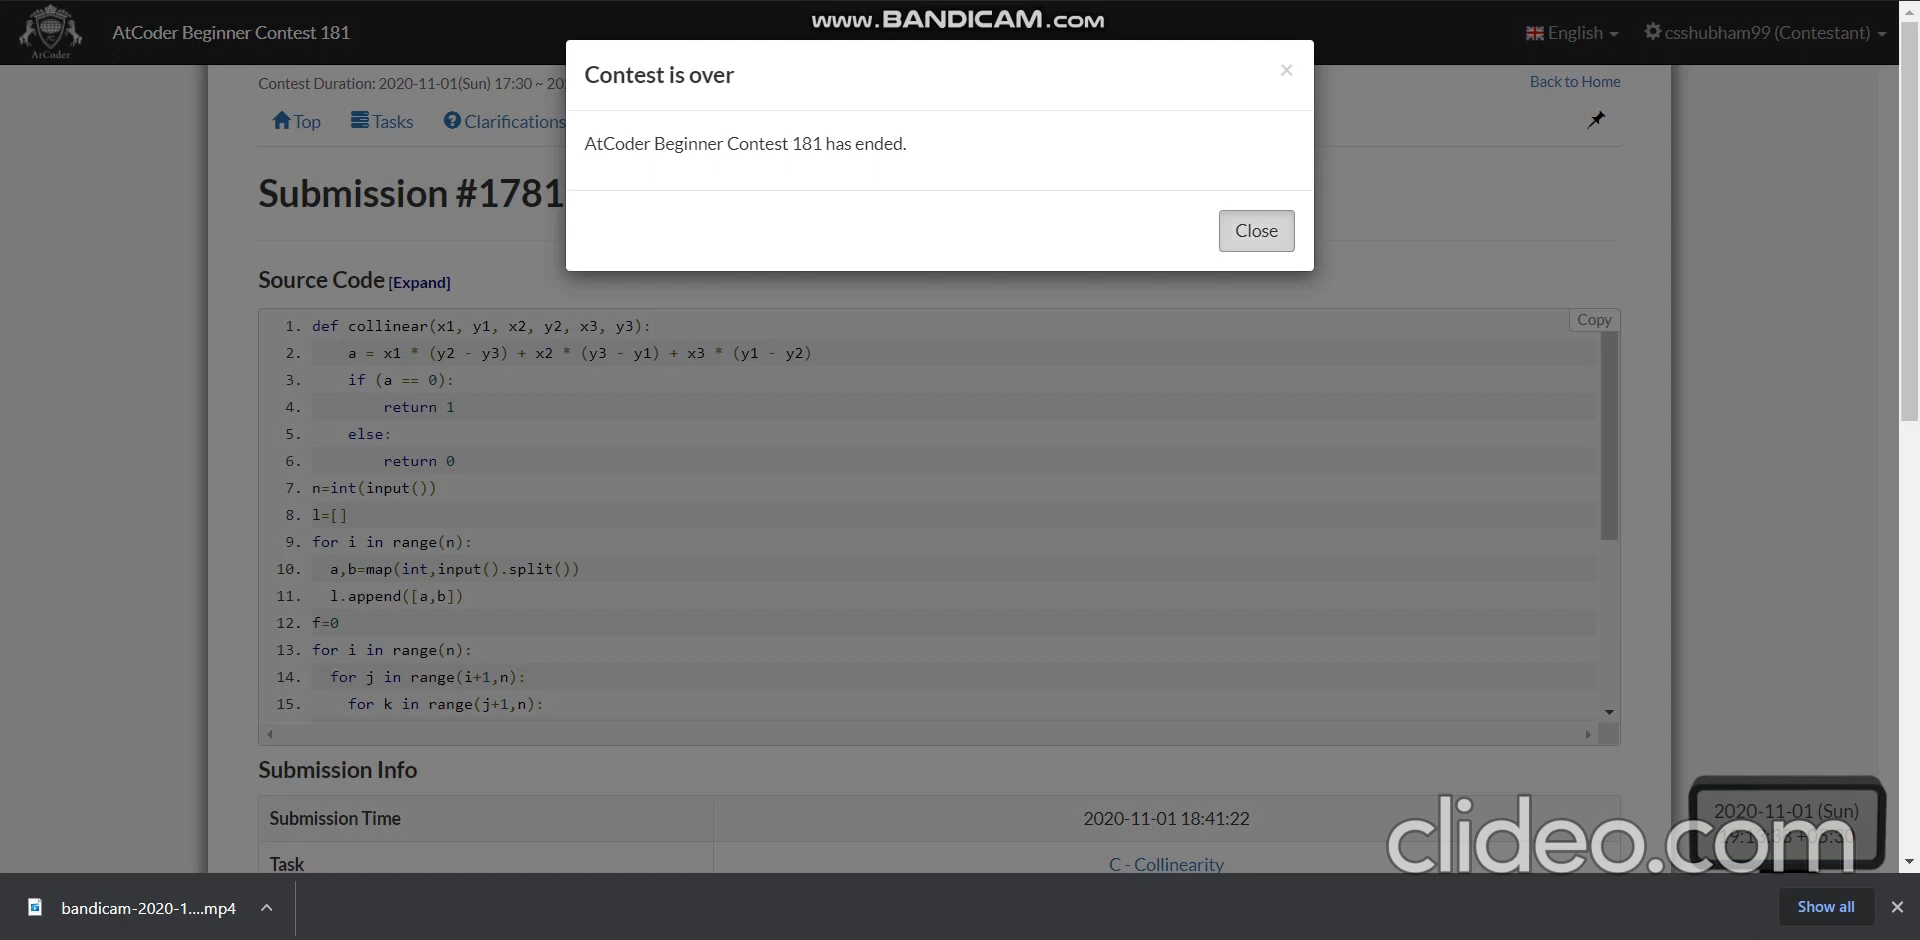 www.BANDICAM.com
AtCoder
AtCoder Beginner Contest 181
English
csshubham99 (Contestant)
Contest Duration: 2020-11-01(Sun) 17:30 ~ 20
Back to Home
Top
Tasks
Clarifications
Contest is over
×
AtCoder Beginner Contest 181 has ended.
Close
Submission #1781
Source Code [Expand]
Copy
1. def collinear(x1, y1, x2, y2, x3, y3):
2. a = x1 * (y2 - y3) + x2 * (y3 - y1) + x3 * (y1 - y2)
3. if (a == 0):
4. return 1
5. else:
6. return 0
7. n=int(input())
8. l=[]
9. for i in range(n):
10. a,b=map(int,input().split())
11. l.append([a,b])
12. f=0
13. for i in range(n):
14. for j in range(i+1,n):
15. for k in range(j+1,n):
Submission Info
Submission Time 2020-11-01 18:41:22
Task C - Collinearity
2020-11-01 (Sun)
clideo.com
bandicam-2020-1....mp4
Show all